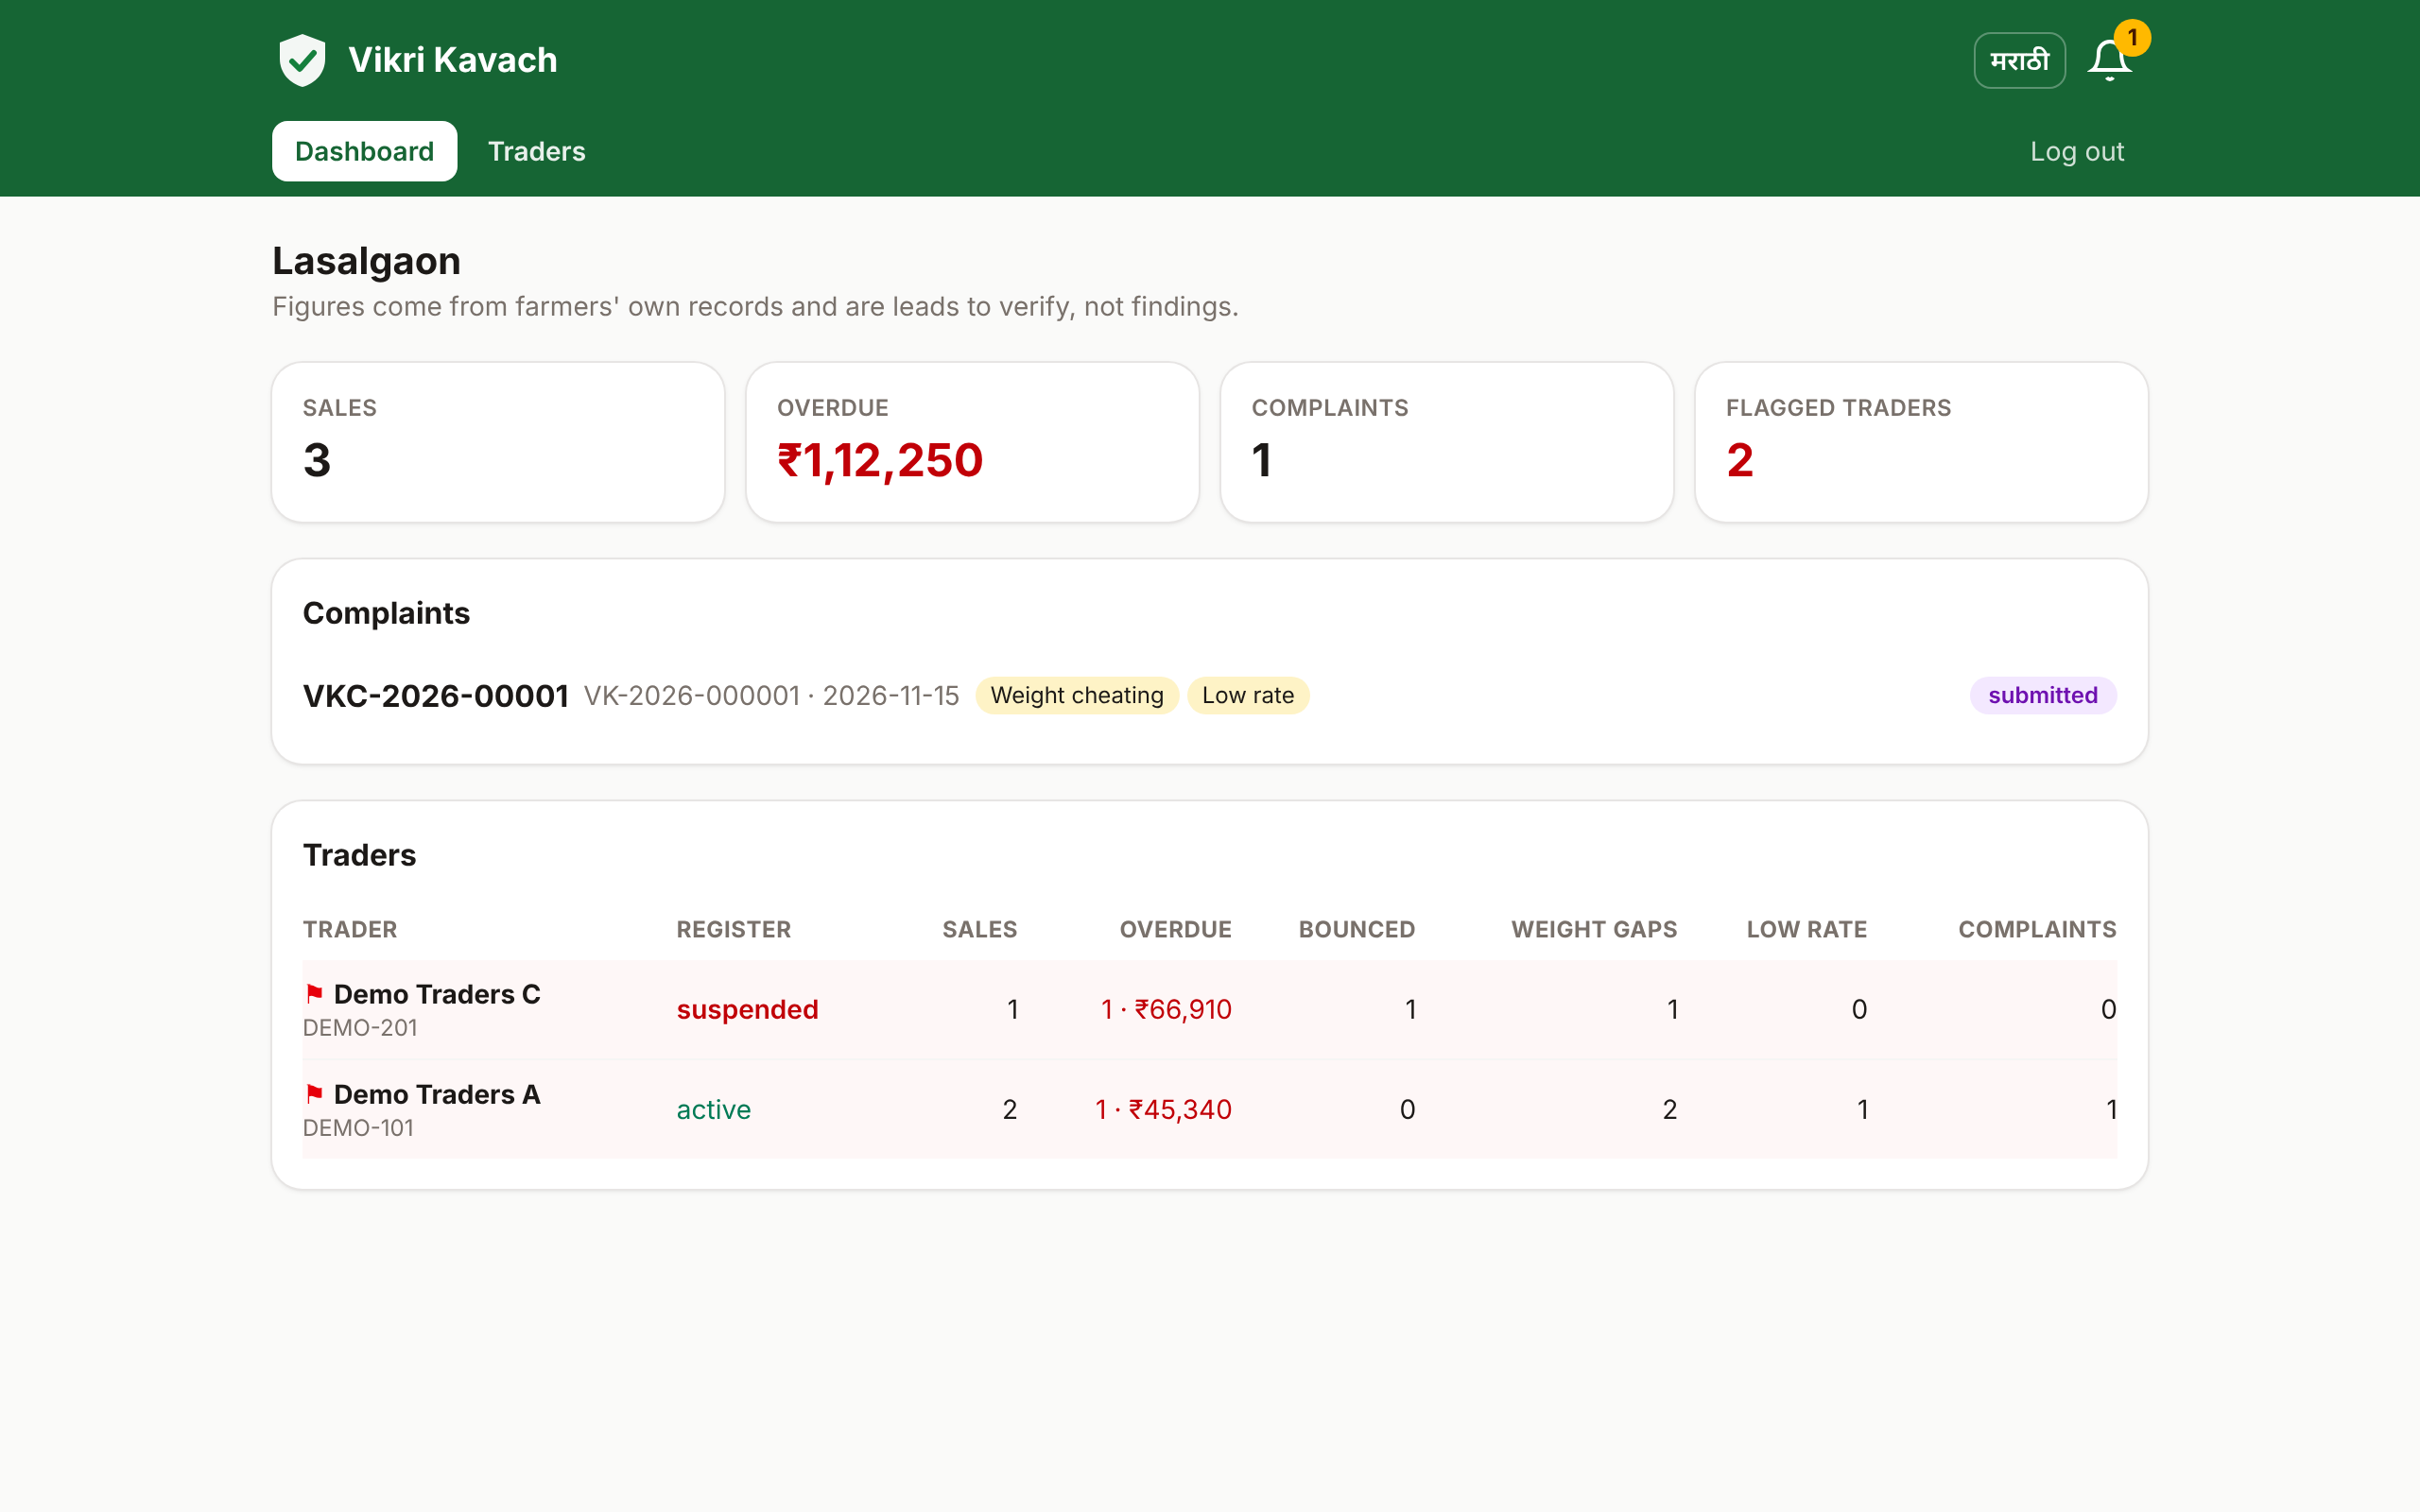 Vikri Kavach
मराठी
1
Dashboard
Traders
Log out
Lasalgaon
Figures come from farmers' own records and are leads to verify, not findings.
SALES
3
OVERDUE
₹1,12,250
COMPLAINTS
1
FLAGGED TRADERS
2
Complaints
VKC-2026-00001 VK-2026-000001 · 2026-11-15 Weight cheating Low rate submitted
Traders
TRADER REGISTER SALES OVERDUE BOUNCED WEIGHT GAPS LOW RATE COMPLAINTS
Demo Traders C suspended 1 1 · ₹66,910 1 1 0 0
DEMO-201
Demo Traders A active 2 1 · ₹45,340 0 2 1 1
DEMO-101